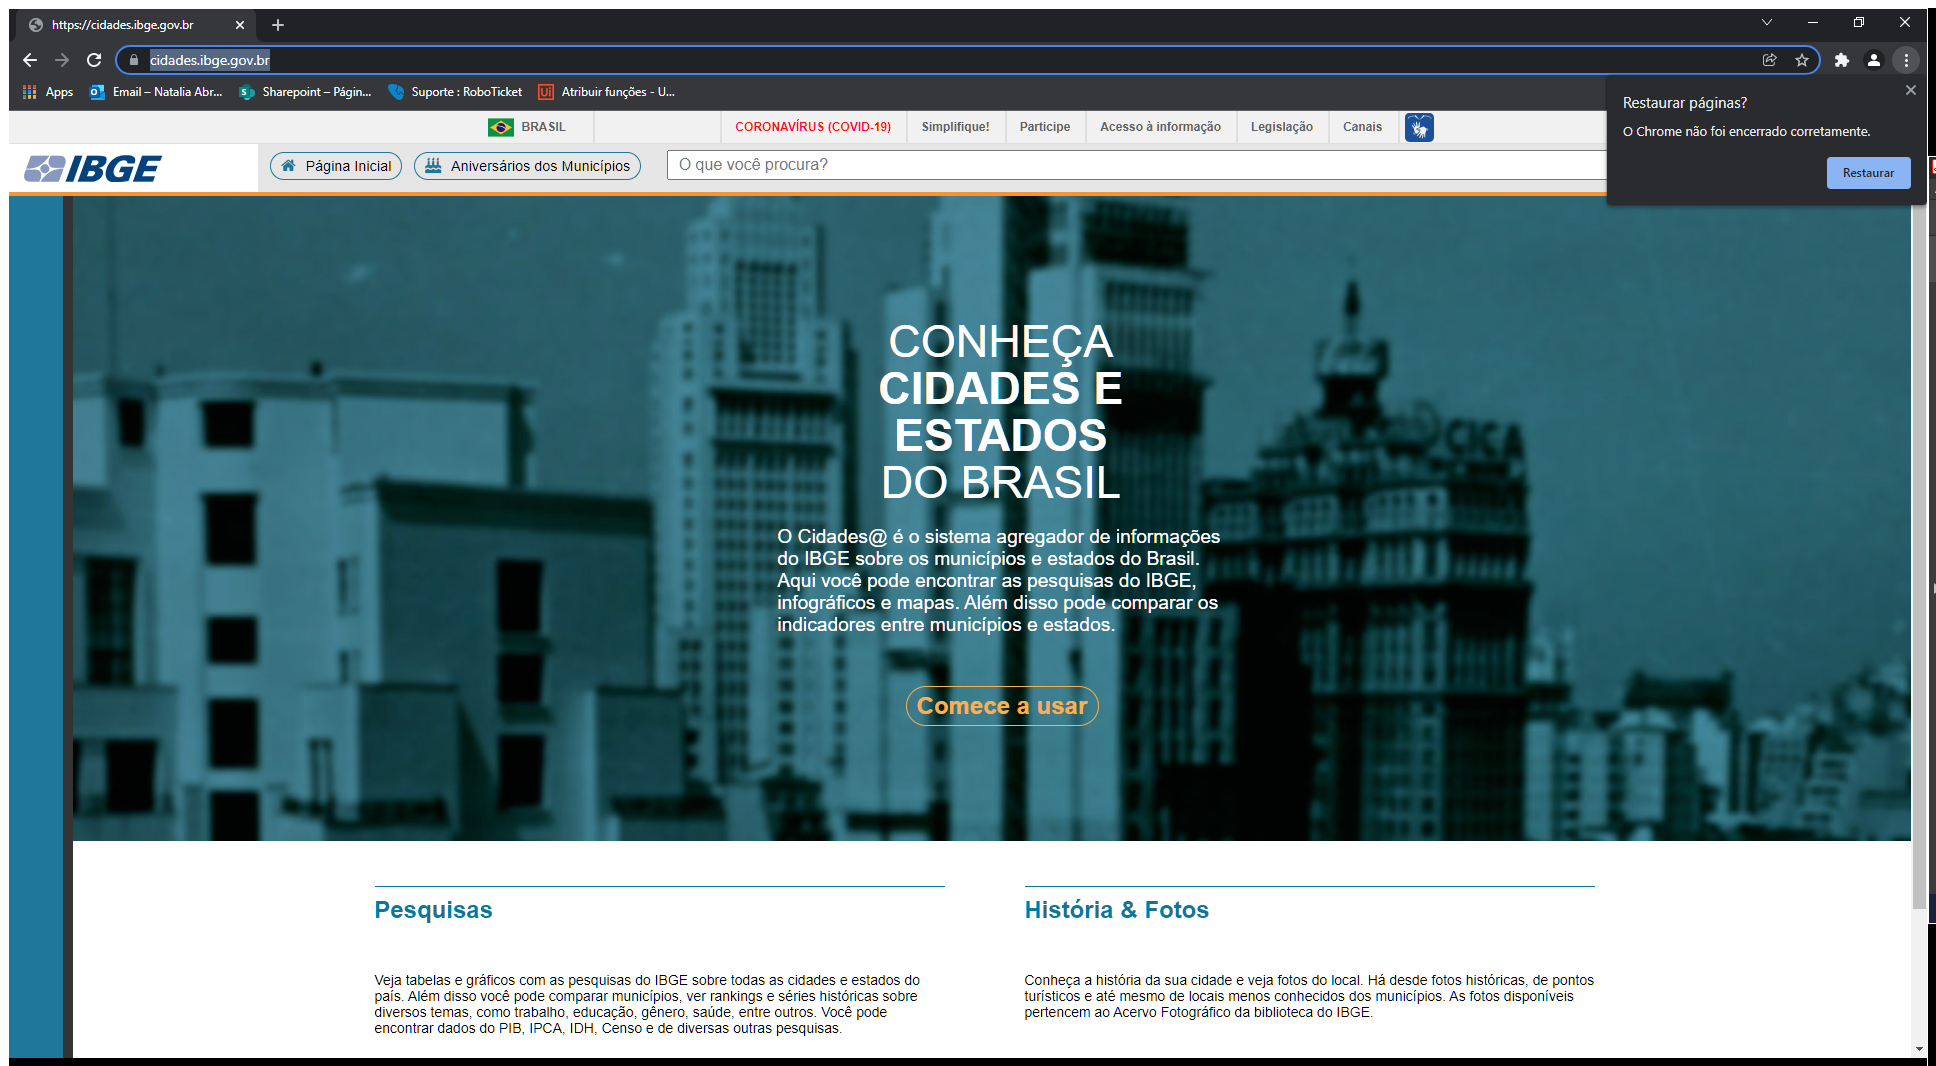 https://cidades.ibge.gov.br
cidades.ibge.gov.br
Apps
Email – Natalia Abr...
Sharepoint – Págin...
Suporte : RoboTicket
Atribuir funções - U...
Restaurar páginas?
O Chrome não foi encerrado corretamente.
Restaurar
BRASIL
CORONAVÍRUS (COVID-19)
Simplifique!
Participe
Acesso à informação
Legislação
Canais
IBGE
Página Inicial
Aniversários dos Municípios
O que você procura?
CONHEÇA
CIDADES E
ESTADOS
DO BRASIL
CICA
O Cidades@ é o sistema agregador de informações
do IBGE sobre os municípios e estados do Brasil.
Aqui você pode encontrar as pesquisas do IBGE,
infográficos e mapas. Além disso pode comparar os
indicadores entre municípios e estados.
Comece a usar
Pesquisas
Veja tabelas e gráficos com as pesquisas do IBGE sobre todas as cidades e estados do
país. Além disso você pode comparar municípios, ver rankings e séries históricas sobre
diversos temas, como trabalho, educação, gênero, saúde, entre outros. Você pode
encontrar dados do PIB, IPCA, IDH, Censo e de diversas outras pesquisas.
História & Fotos
Conheça a história da sua cidade e veja fotos do local. Há desde fotos históricas, de pontos
turísticos e até mesmo de locais menos conhecidos dos municípios. As fotos disponíveis
pertencem ao Acervo Fotográfico da biblioteca do IBGE.